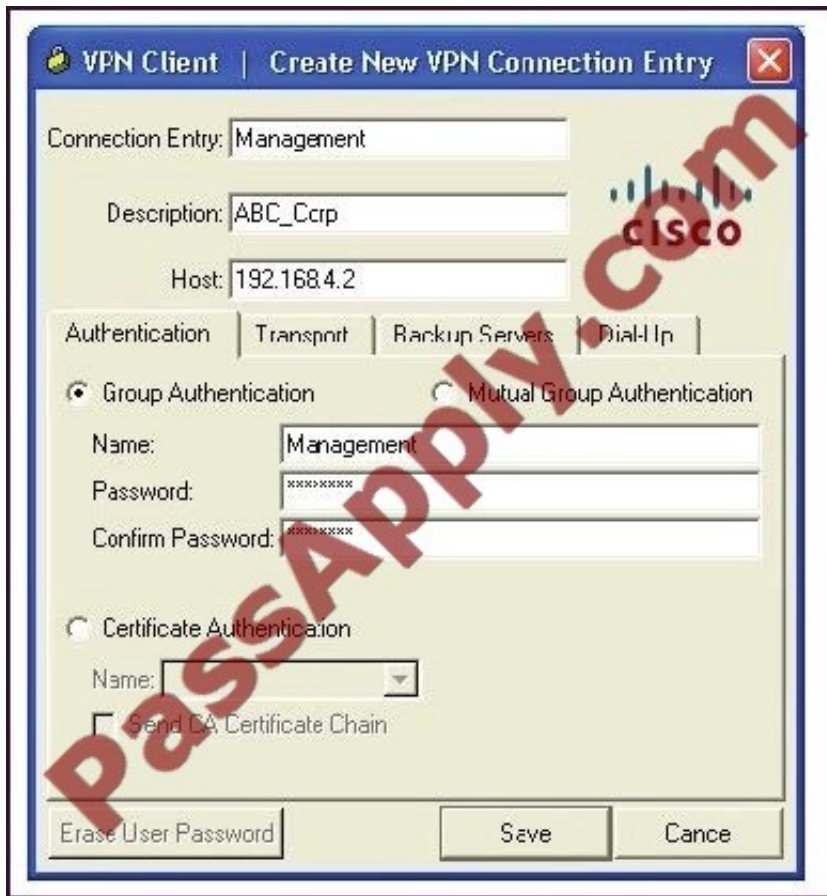 VPN Client | Create New VPN Connection Entry
Connection Entry: Management
Description: ABC_Corp
Host: 192.168.4.2
CISCO
Authentication Transport Backup Servers Dial-Up
Group Authentication Mutual Group Authentication
Name: Management
Password: ********
Confirm Password: ********
Certificate Authentication
Name:
Send CA Certificate Chain
Erase User Password Save Cance
PassApply.com